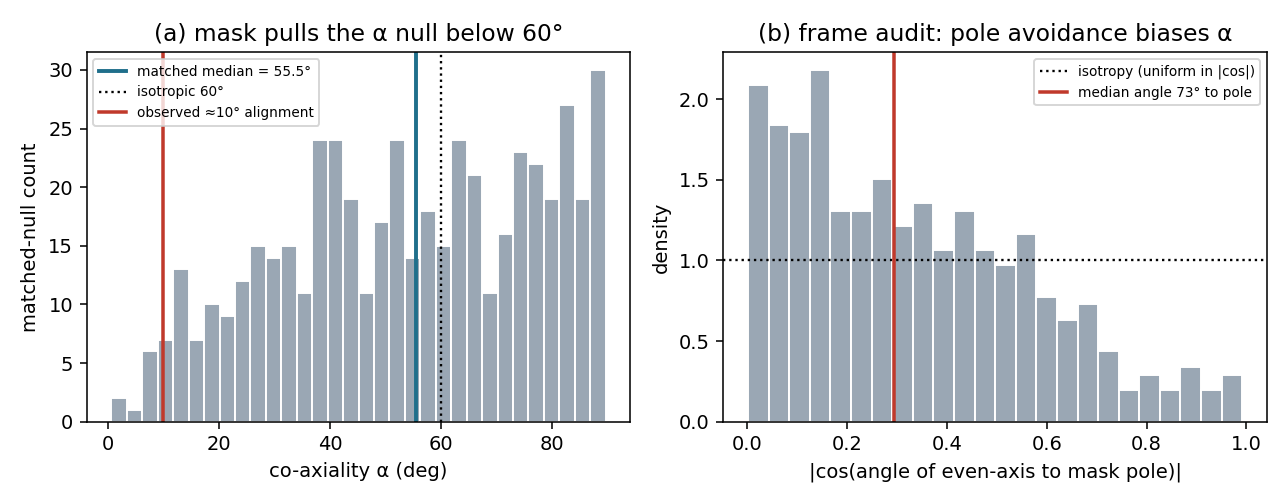 (a) mask pulls the α null below 60°
matched median = 55.5°
isotropic 60°
observed ≈10° alignment
matched-null count
30
25
20
15
10
5
0
0 20 40 60 80
co-axiality α (deg)
(b) frame audit: pole avoidance biases α
isotropy (uniform in |cos|)
median angle 73° to pole
density
2.0
1.5
1.0
0.5
0.0
0.0 0.2 0.4 0.6 0.8 1.0
|cos(angle of even-axis to mask pole)|